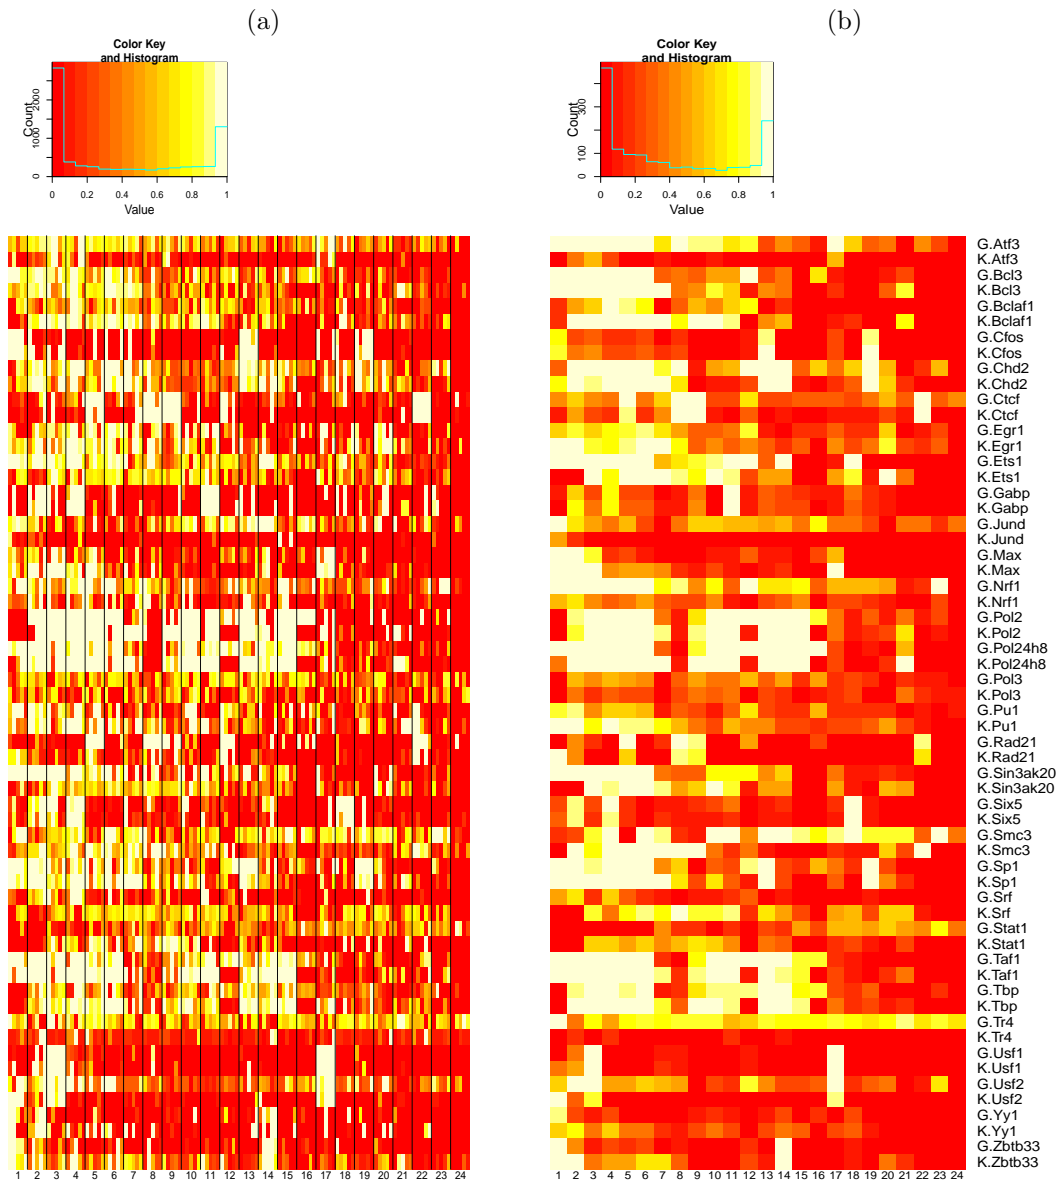 (a)
(b)
Color Key
and Histogram
Color Key
and Histogram
Count
0 1000 2000
0 0.2 0.4 0.6 0.8 1
Value
Count
0 100 300
0 0.2 0.4 0.6 0.8 1
Value
G.Atf3
K.Atf3
G.Bcl3
K.Bcl3
G.Bclaf1
K.Bclaf1
G.Cfos
K.Cfos
G.Chd2
K.Chd2
G.Ctcf
K.Ctcf
G.Egr1
K.Egr1
G.Ets1
K.Ets1
G.Gabp
K.Gabp
G.Jund
K.Jund
G.Max
K.Max
G.Nrf1
K.Nrf1
G.Pol2
K.Pol2
G.Pol24h8
K.Pol24h8
G.Pol3
K.Pol3
G.Pu1
K.Pu1
G.Rad21
K.Rad21
G.Sin3ak20
K.Sin3ak20
G.Six5
K.Six5
G.Smc3
K.Smc3
G.Sp1
K.Sp1
G.Srf
K.Srf
G.Stat1
K.Stat1
G.Taf1
K.Taf1
G.Tbp
K.Tbp
G.Tr4
K.Tr4
G.Usf1
K.Usf1
G.Usf2
K.Usf2
G.Yy1
K.Yy1
G.Zbtb33
K.Zbtb33
1 2 3 4 5 6 7 8 9 10 11 12 13 14 15 16 17 18 19 20 21 22 23 24
1 2 3 4 5 6 7 8 9 10 11 12 13 14 15 16 17 18 19 20 21 22 23 24